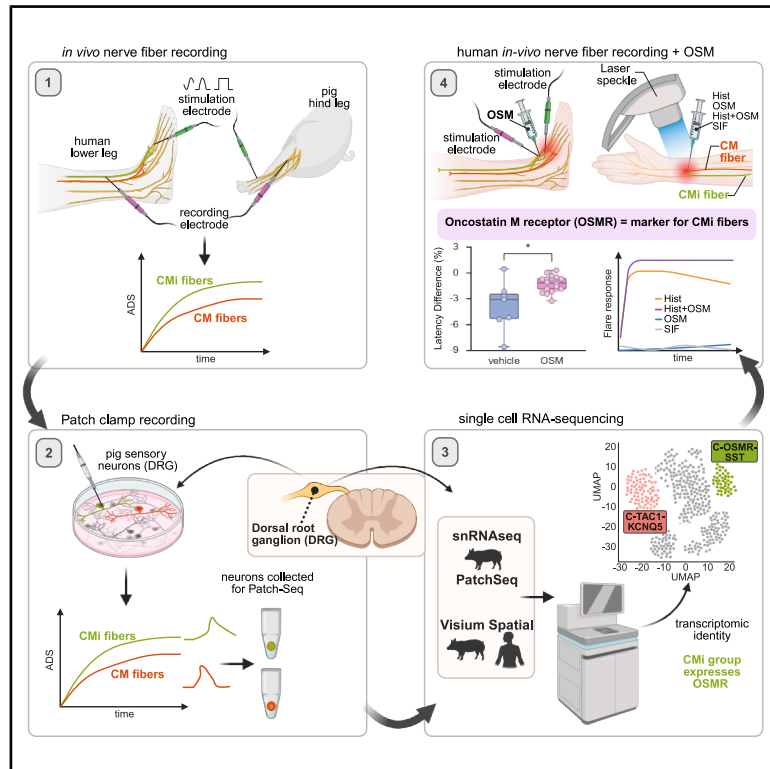 in vivo nerve fiber recording
1
stimulation
electrode
human
lower leg
pig
hind leg
recording
electrode
CMi fibers
CM fibers
ADS
time
human in-vivo nerve fiber recording + OSM
4
stimulation
electrode
OSM
stimulation
electrode
Laser
speckle
Hist
OSM
Hist+OSM
SIF
CM
fiber
CMi fiber
Oncostatin M receptor (OSMR) = marker for CMi fibers
Latency Difference (%)
3
0
-3
-6
-9
*
vehicle
OSM
Flare response
Hist
Hist+OSM
OSM
SIF
time
Patch clamp recording
2
pig sensory
neurons (DRG)
Dorsal root
ganglion (DRG)
neurons collected
for Patch-Seq
CMi fibers
CM fibers
ADS
time
single cell RNA-sequencing
3
snRNAseq
PatchSeq
Visium Spatial
UMAP
20
10
0
-10
-20
-30
-30
-20
-10
0
10
20
UMAP
C-OSMR-
SST
C-TAC1-
KCNQ5
transcriptomic
identity
CMi group
expresses
OSMR